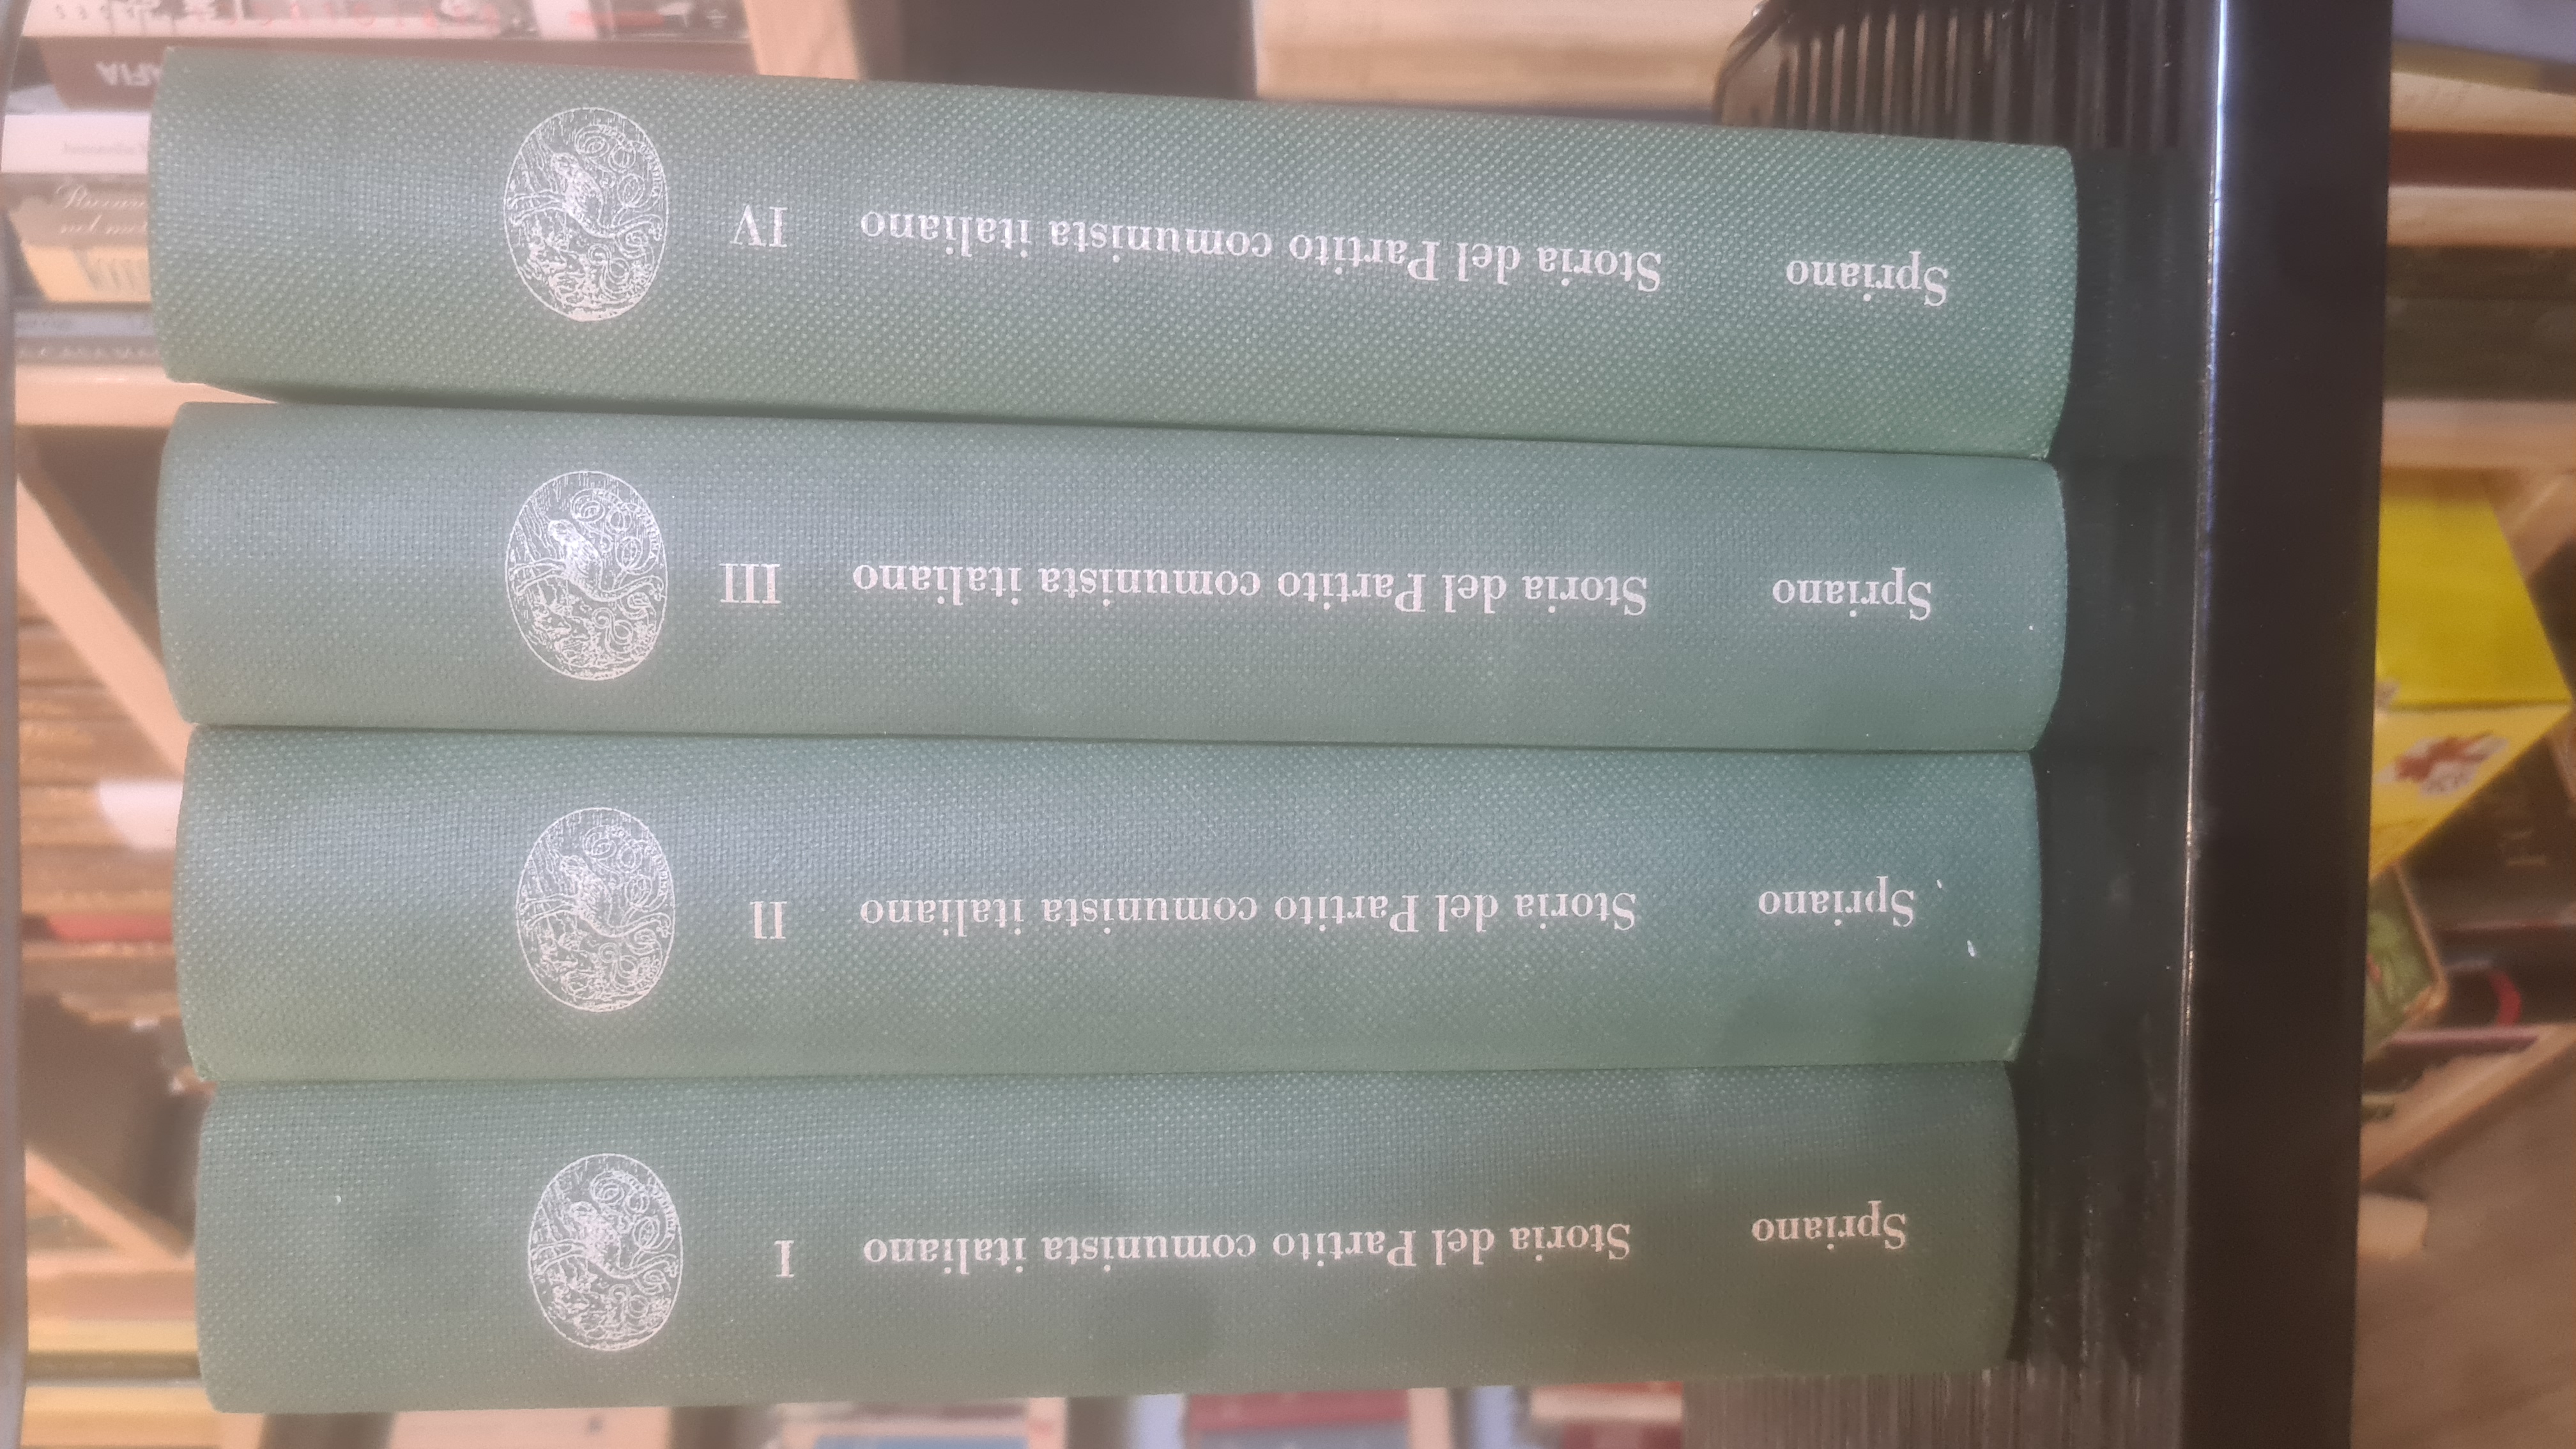 Spriano Storia del Partito comunista italiano I
Spriano Storia del Partito comunista italiano II
Spriano Storia del Partito comunista italiano III
Spriano Storia del Partito comunista italiano IV